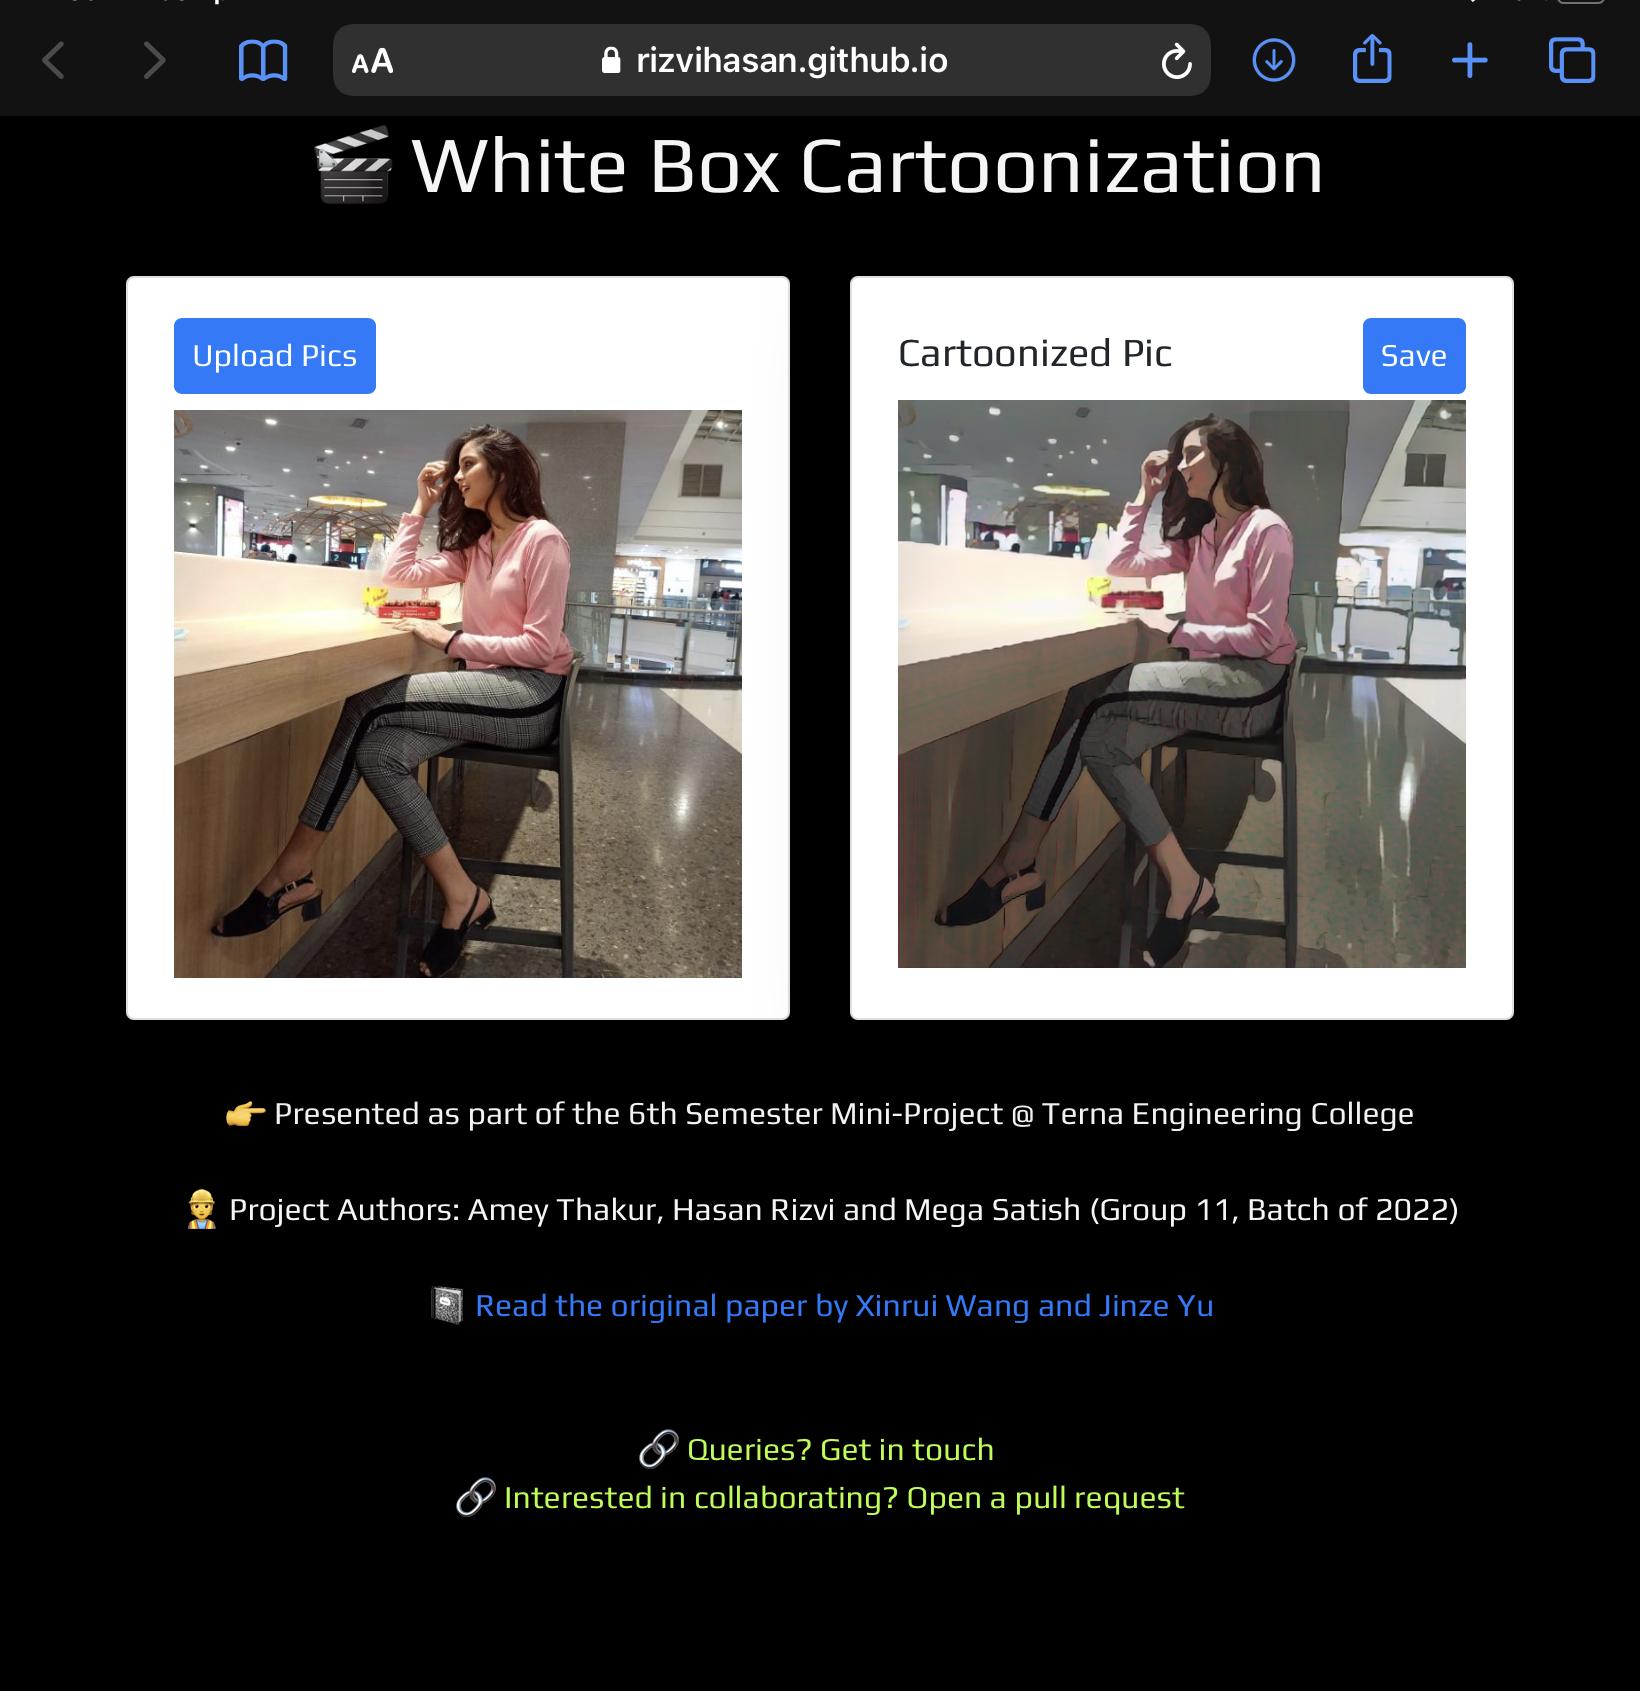 AA rizvihasan.github.io
🎬 White Box Cartoonization
Upload Pics
Cartoonized Pic
Save
👉 Presented as part of the 6th Semester Mini-Project @ Terna Engineering College
👷 Project Authors: Amey Thakur, Hasan Rizvi and Mega Satish (Group 11, Batch of 2022)
📓 Read the original paper by Xinrui Wang and Jinze Yu
🔗 Queries? Get in touch
🔗 Interested in collaborating? Open a pull request